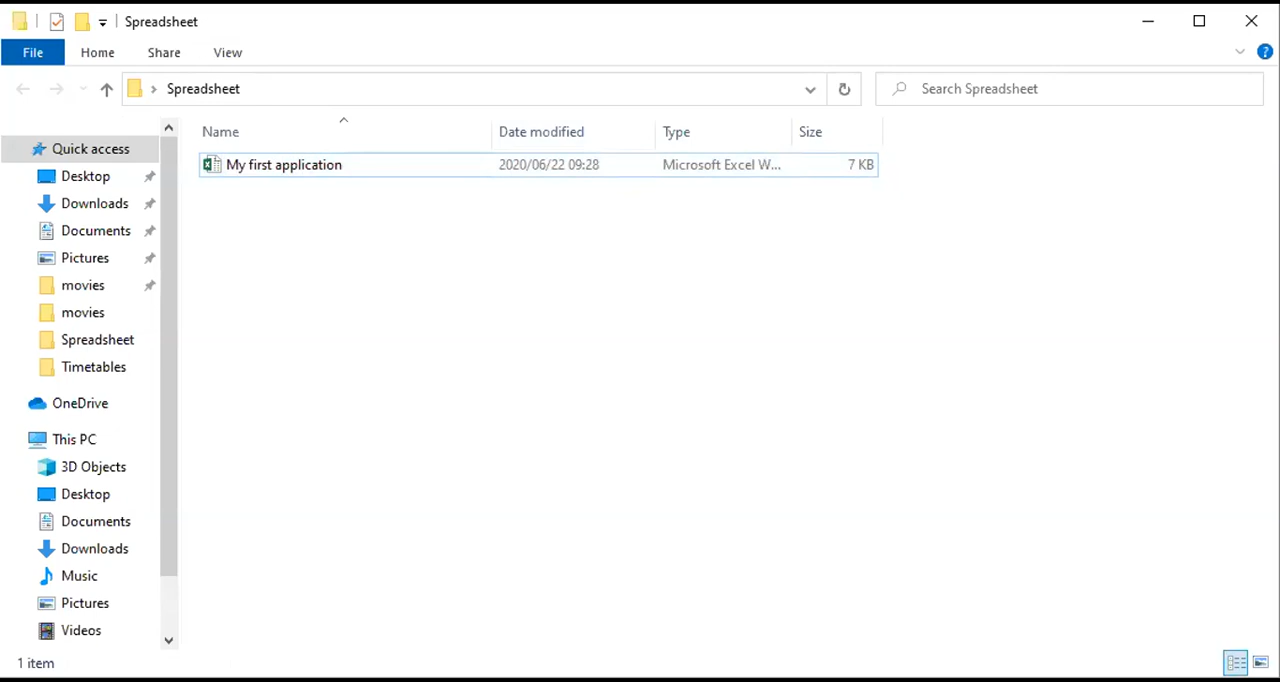 Spreadsheet
File Home Share View
Spreadsheet
Search Spreadsheet
Name Date modified Type Size
My first application 2020/06/22 09:28 Microsoft Excel W... 7 KB
Quick access
Desktop
Downloads
Documents
Pictures
movies
movies
Spreadsheet
Timetables
OneDrive
This PC
3D Objects
Desktop
Documents
Downloads
Music
Pictures
Videos
1 item